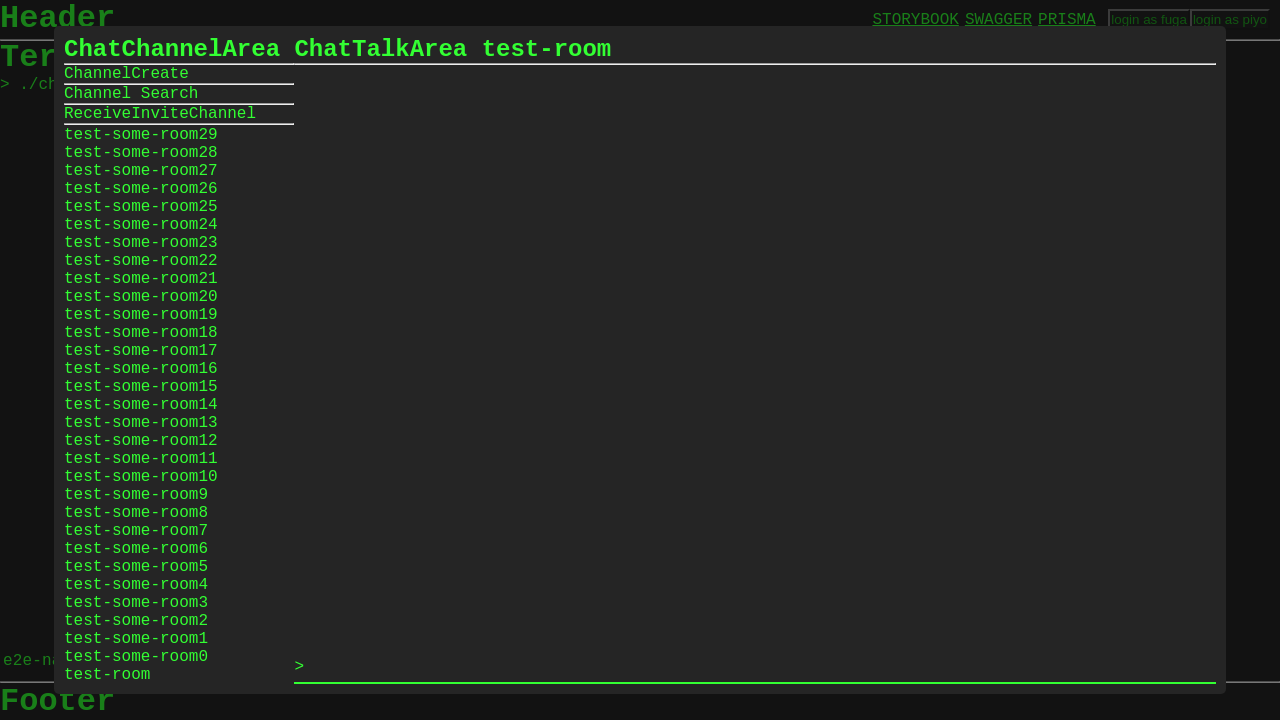 Header STORYBOOK SWAGGER PRISMA login as fuga login as piyo
Ter
> ./ch
ChatChannelArea ChatTalkArea test-room
ChannelCreate
Channel Search
ReceiveInviteChannel
test-some-room29
test-some-room28
test-some-room27
test-some-room26
test-some-room25
test-some-room24
test-some-room23
test-some-room22
test-some-room21
test-some-room20
test-some-room19
test-some-room18
test-some-room17
test-some-room16
test-some-room15
test-some-room14
test-some-room13
test-some-room12
test-some-room11
test-some-room10
test-some-room9
test-some-room8
test-some-room7
test-some-room6
test-some-room5
test-some-room4
test-some-room3
test-some-room2
test-some-room1
test-some-room0
test-room
>
e2e-na
Footer